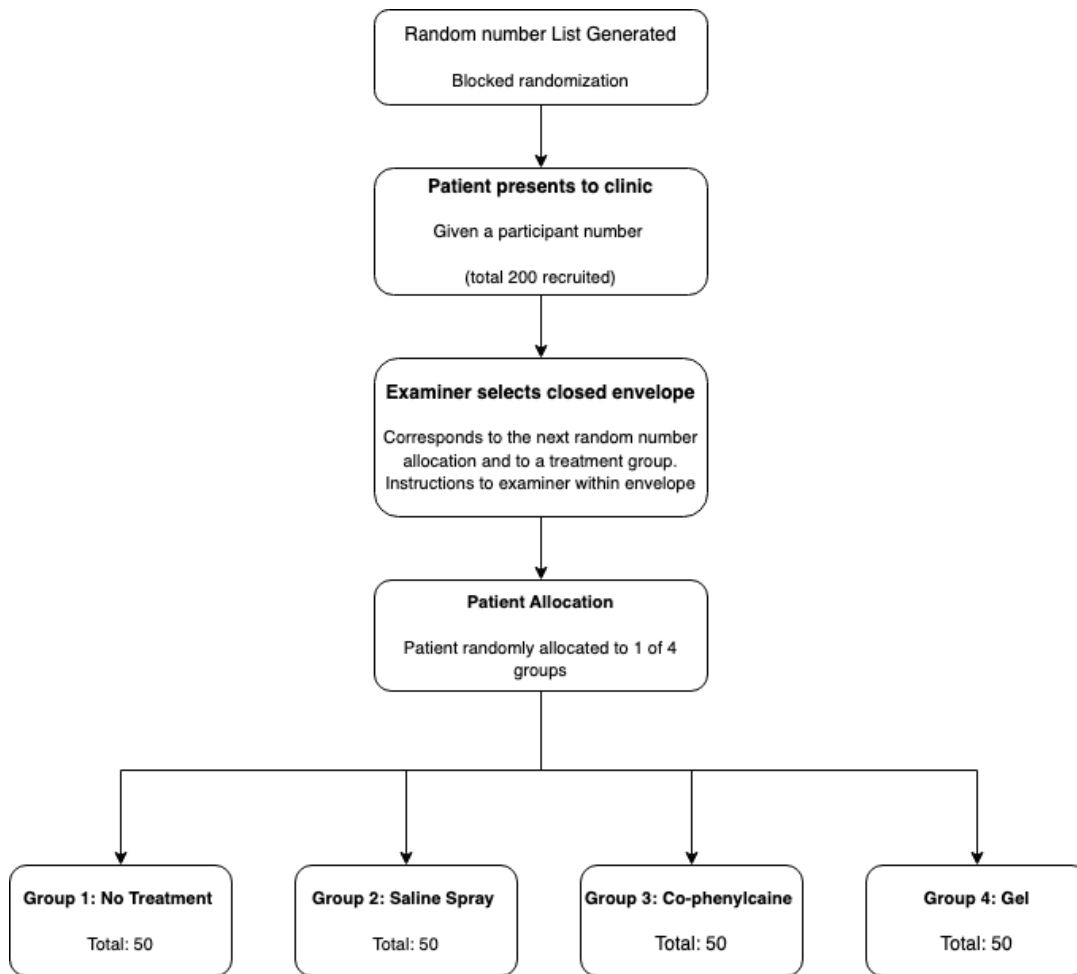 Random number List Generated
Blocked randomization
Patient presents to clinic
Given a participant number
(total 200 recruited)
Examiner selects closed envelope
Corresponds to the next random number
allocation and to a treatment group.
Instructions to examiner within envelope
Patient Allocation
Patient randomly allocated to 1 of 4
groups
Group 1: No Treatment
Total: 50
Group 2: Saline Spray
Total: 50
Group 3: Co-phenylcaine
Total: 50
Group 4: Gel
Total: 50